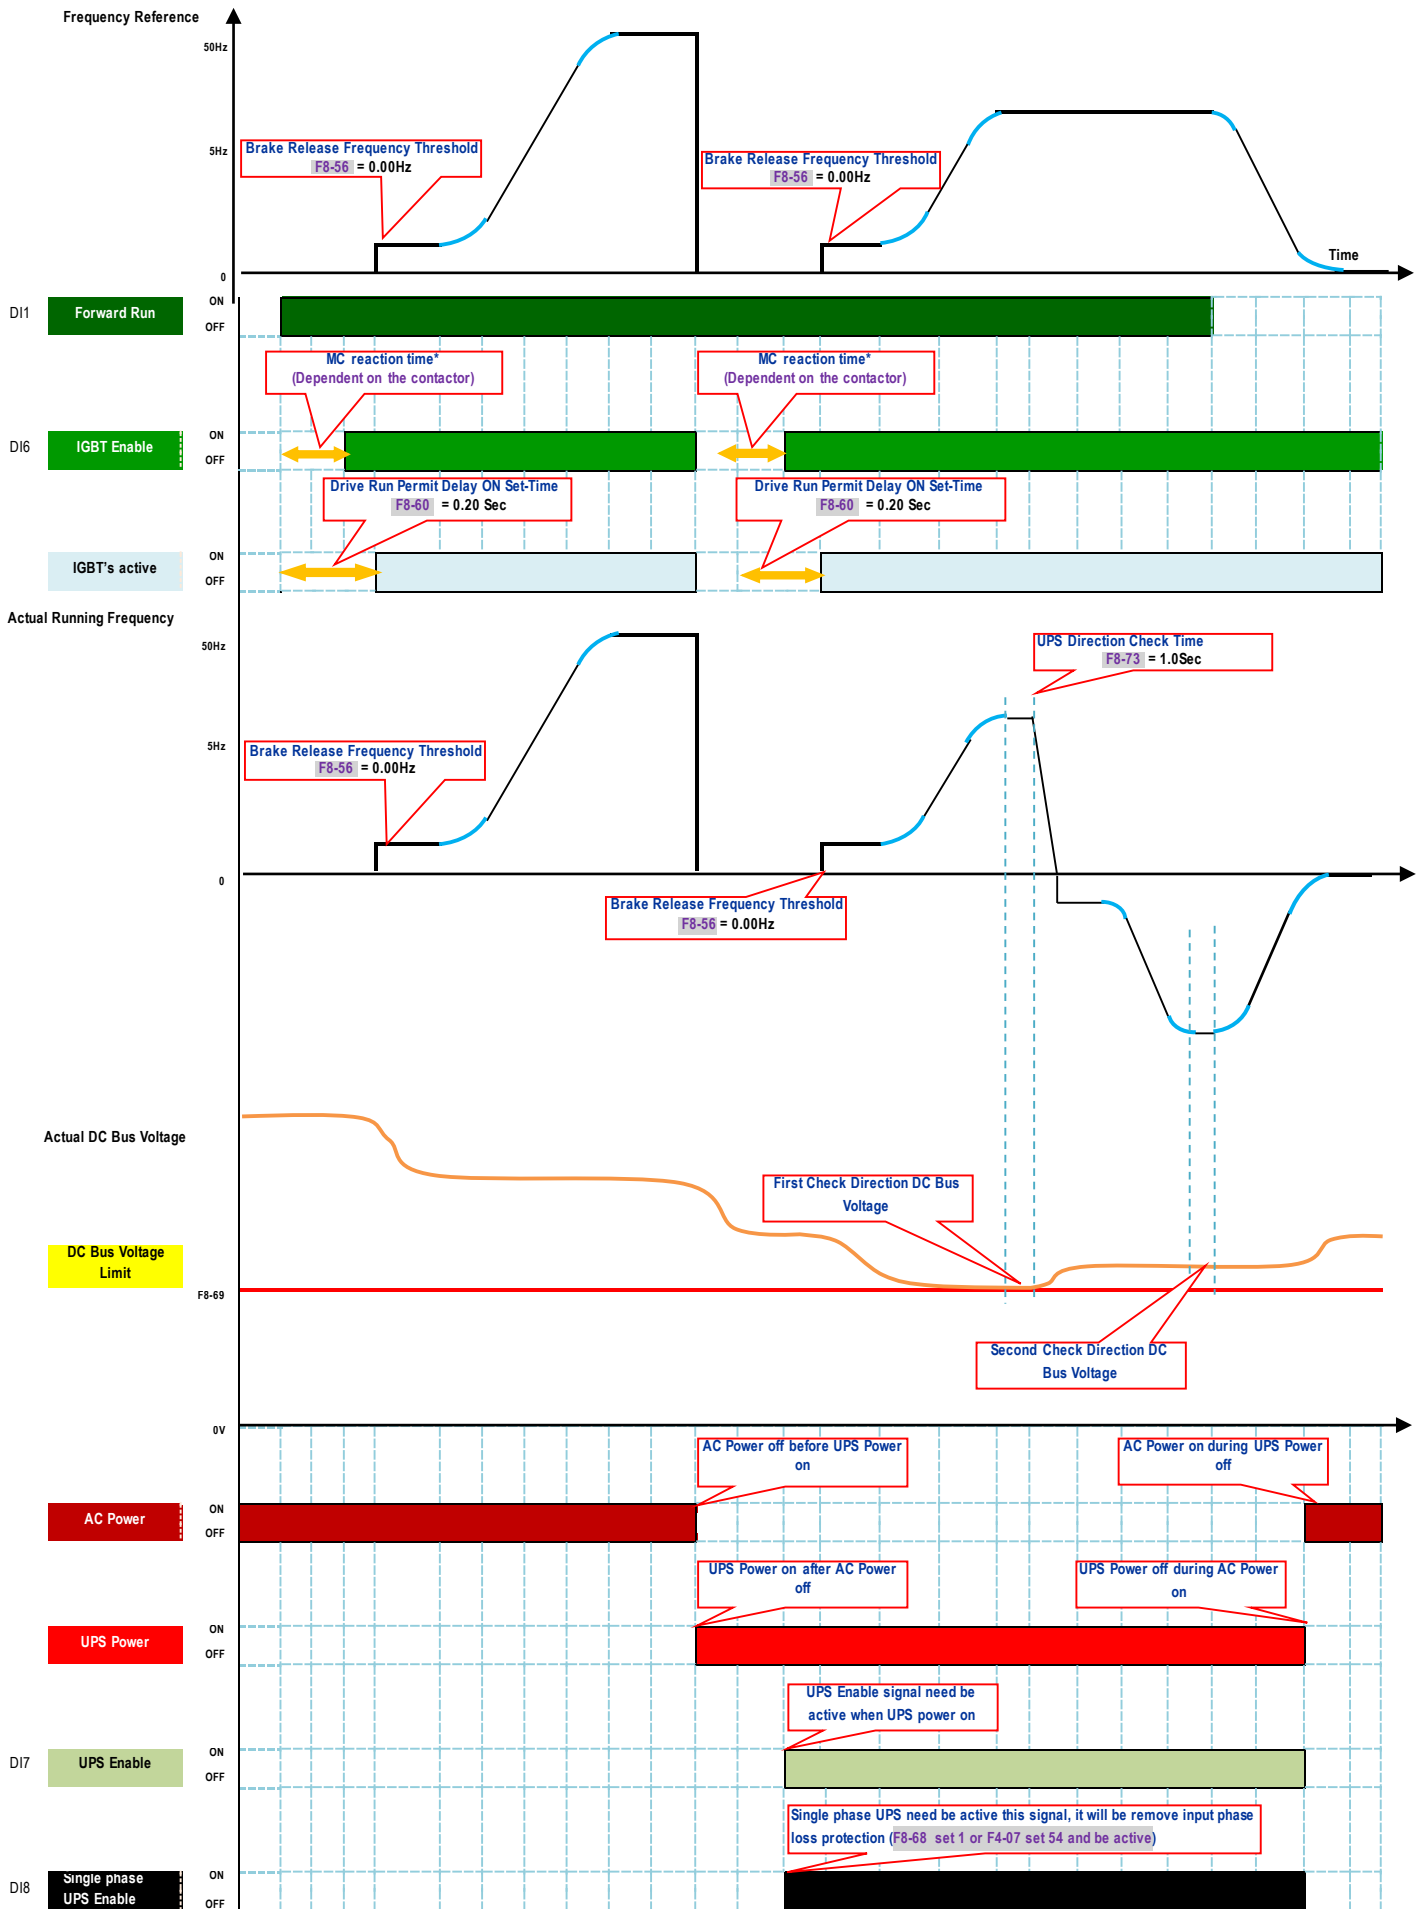 Frequency Reference
50Hz
Brake Release Frequency Threshold
F8-56 = 0.00Hz
5Hz
Brake Release Frequency Threshold
F8-56 = 0.00Hz
Time
0
DI1
Forward Run
ON
OFF
MC reaction time*
(Dependent on the contactor)
MC reaction time*
(Dependent on the contactor)
DI6
IGBT Enable
ON
OFF
Drive Run Permit Delay ON Set-Time
F8-60 = 0.20 Sec
Drive Run Permit Delay ON Set-Time
F8-60 = 0.20 Sec
IGBT's active
ON
OFF
Actual Running Frequency
50Hz
UPS Direction Check Time
F8-73 = 1.0Sec
5Hz
Brake Release Frequency Threshold
F8-56 = 0.00Hz
0
Brake Release Frequency Threshold
F8-56 = 0.00Hz
Actual DC Bus Voltage
First Check Direction DC Bus
Voltage
DC Bus Voltage
Limit
F8-69
Second Check Direction DC
Bus Voltage
0V
AC Power off before UPS Power
on
AC Power on during UPS Power
off
AC Power
ON
OFF
UPS Power on after AC Power
off
UPS Power off during AC Power
on
UPS Power
ON
OFF
UPS Enable signal need be
active when UPS power on
DI7
UPS Enable
ON
OFF
Single phase UPS need be active this signal, it will be remove input phase
loss protection (F8-68 set 1 or F4-07 set 54 and be active)
DI8
Single phase
UPS Enable
ON
OFF